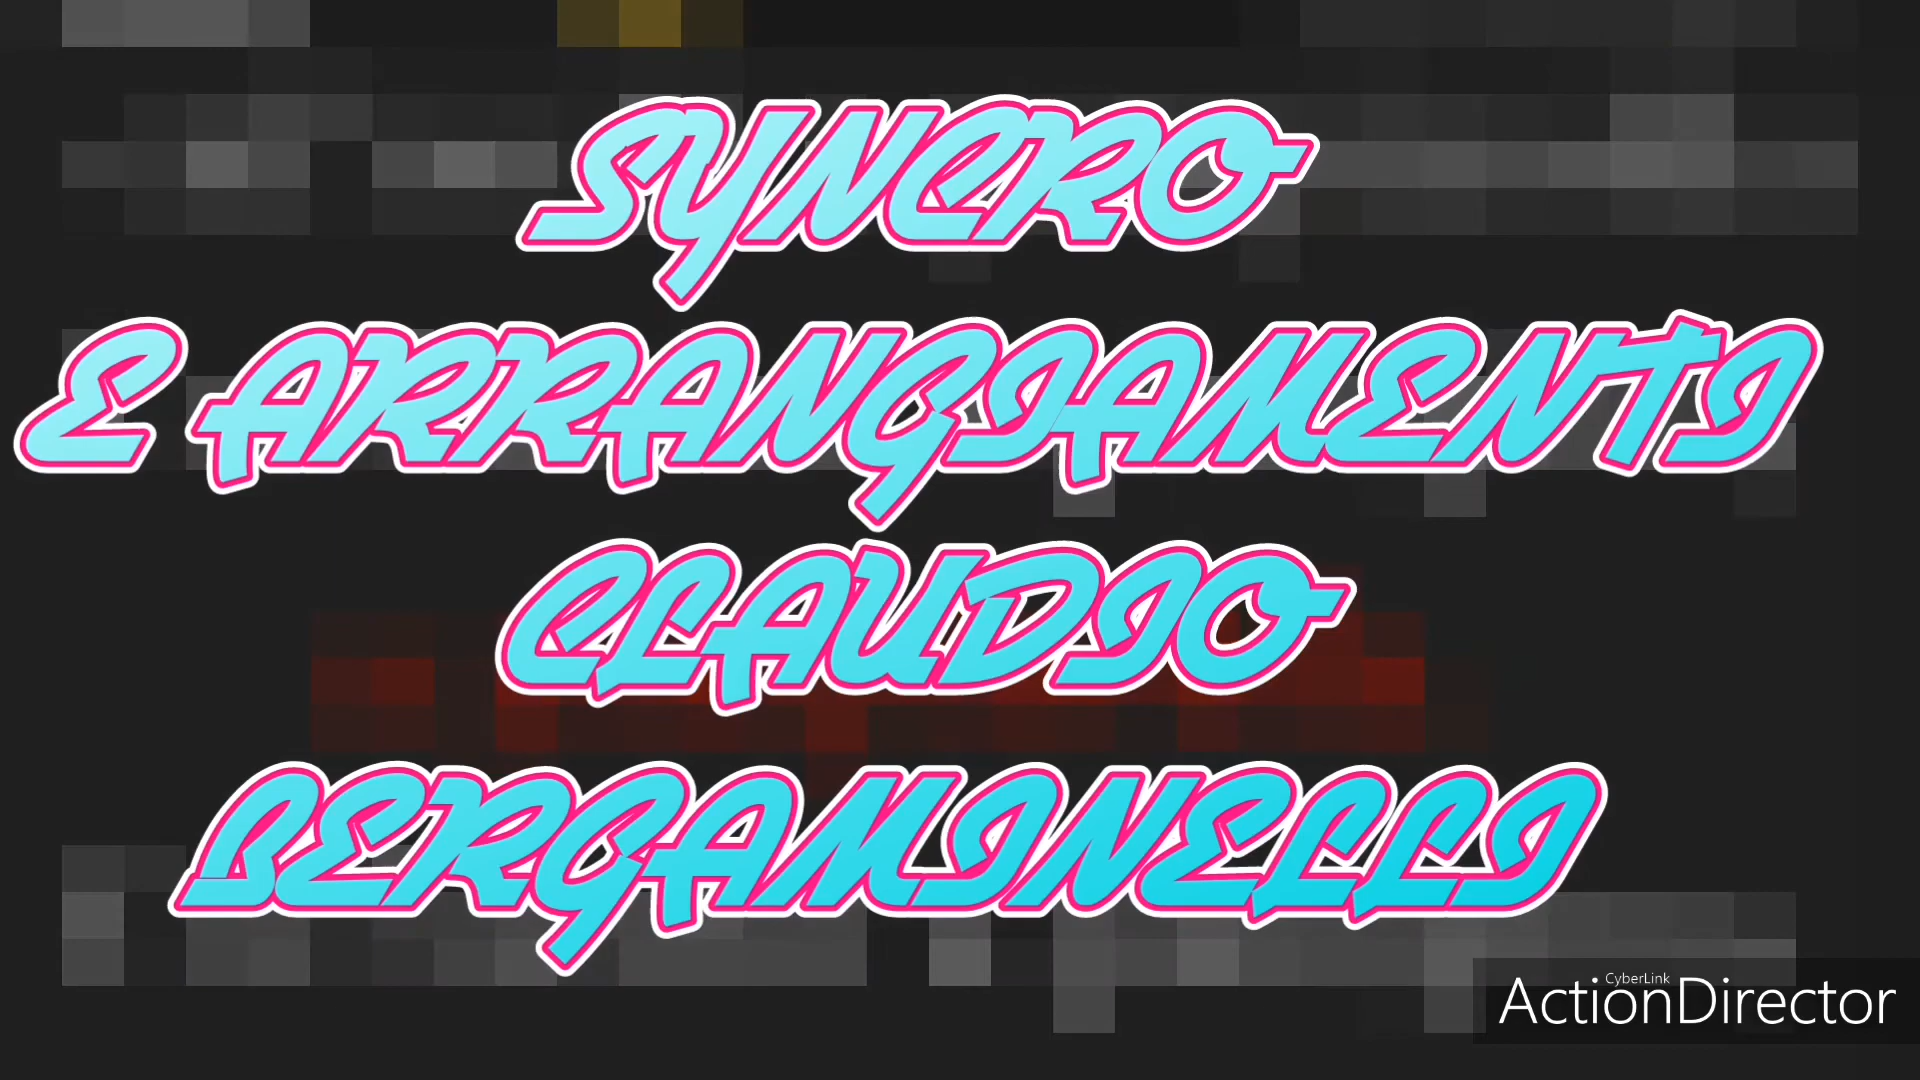 SYNCRO
E ARRANGIAMENTI
CLAUDIO
BERGAMINELLI
CyberLink
ActionDirector